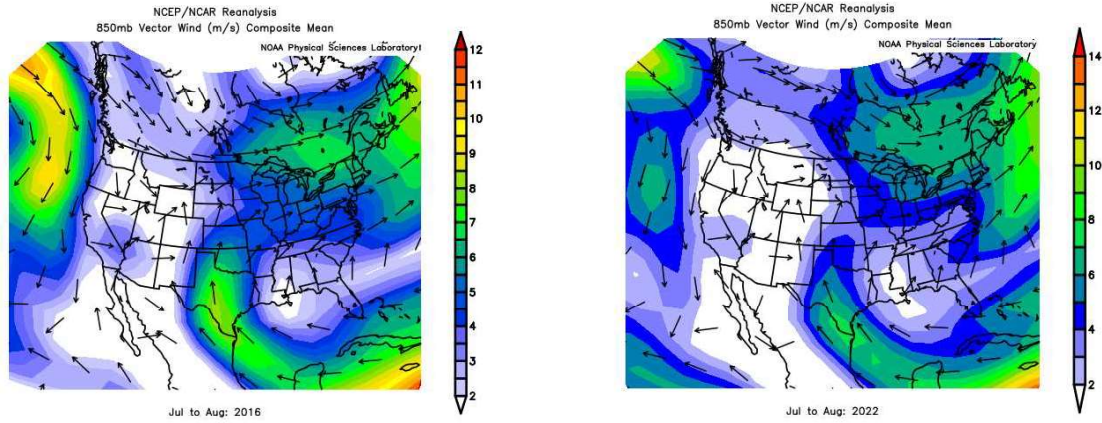 NCEP/NCAR Reanalysis
850mb Vector Wind (m/s) Composite Mean
NOAA Physical Sciences Laboratory
12
11
10
9
8
7
6
5
4
3
2
Jul to Aug: 2016
NCEP/NCAR Reanalysis
850mb Vector Wind (m/s) Composite Mean
NOAA Physical Sciences Laboratory
14
12
10
8
6
4
2
Jul to Aug: 2022